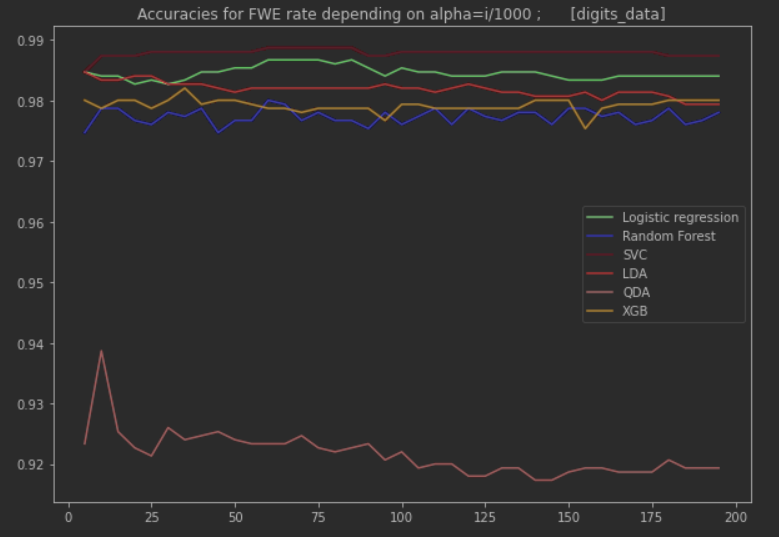 Accuracies for FWE rate depending on alpha=i/1000 ; [digits_data]
0.99
0.98
0.97
0.96
0.95
0.94
0.93
0.92
Logistic regression
Random Forest
SVC
LDA
QDA
XGB
0 25 50 75 100 125 150 175 200